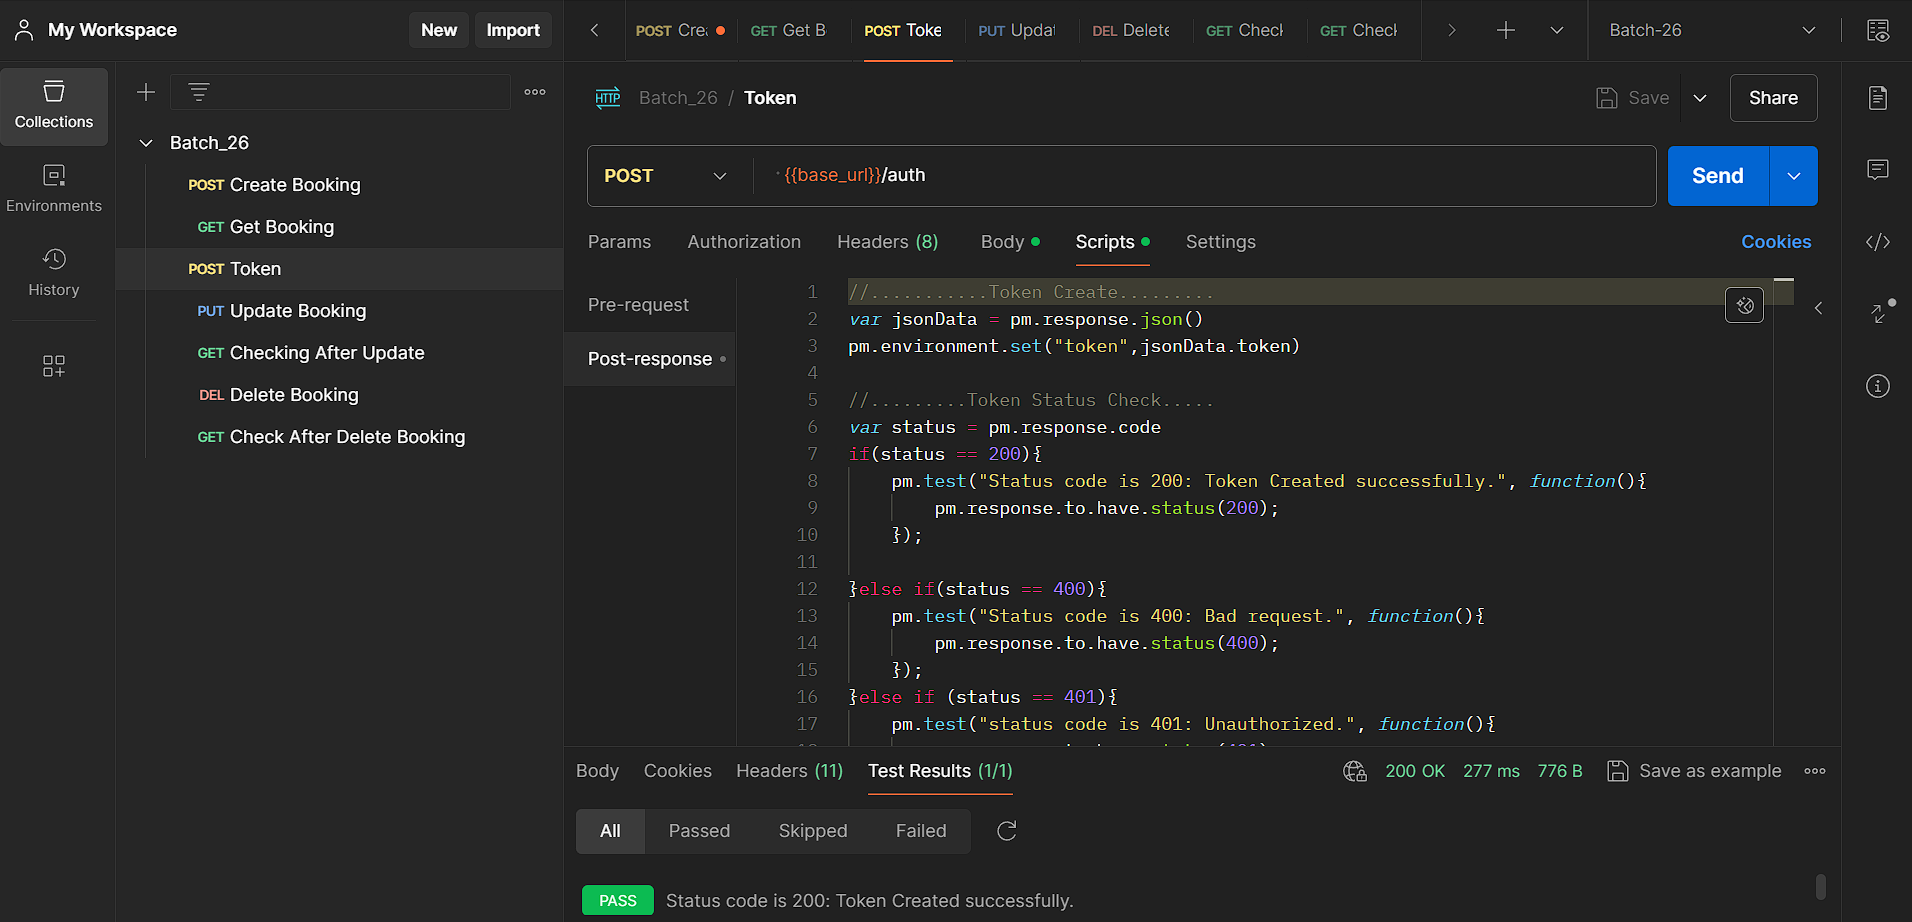 My Workspace
New
Import
POST Crea
GET Get B
POST Toke
PUT Updat
DEL Delete
GET Check
GET Check
Batch-26
Collections
Environments
History
Batch_26
POST Create Booking
GET Get Booking
POST Token
PUT Update Booking
GET Checking After Update
DEL Delete Booking
GET Check After Delete Booking
HTTP Batch_26 / Token
Save
Share
POST
{{base_url}}/auth
Send
Params
Authorization
Headers (8)
Body
Scripts
Settings
Cookies
Pre-request
Post-response
1 //...........Token Create.........
2 var jsonData = pm.response.json()
3 pm.environment.set("token",jsonData.token)
4
5 //.........Token Status Check.....
6 var status = pm.response.code
7 if(status == 200){
8 pm.test("Status code is 200: Token Created successfully.", function(){
9 pm.response.to.have.status(200);
10 });
11
12 }else if(status == 400){
13 pm.test("Status code is 400: Bad request.", function(){
14 pm.response.to.have.status(400);
15 });
16 }else if (status == 401){
17 pm.test("status code is 401: Unauthorized.", function(){
Body
Cookies
Headers (11)
Test Results (1/1)
200 OK
277 ms
776 B
Save as example
All
Passed
Skipped
Failed
PASS
Status code is 200: Token Created successfully.